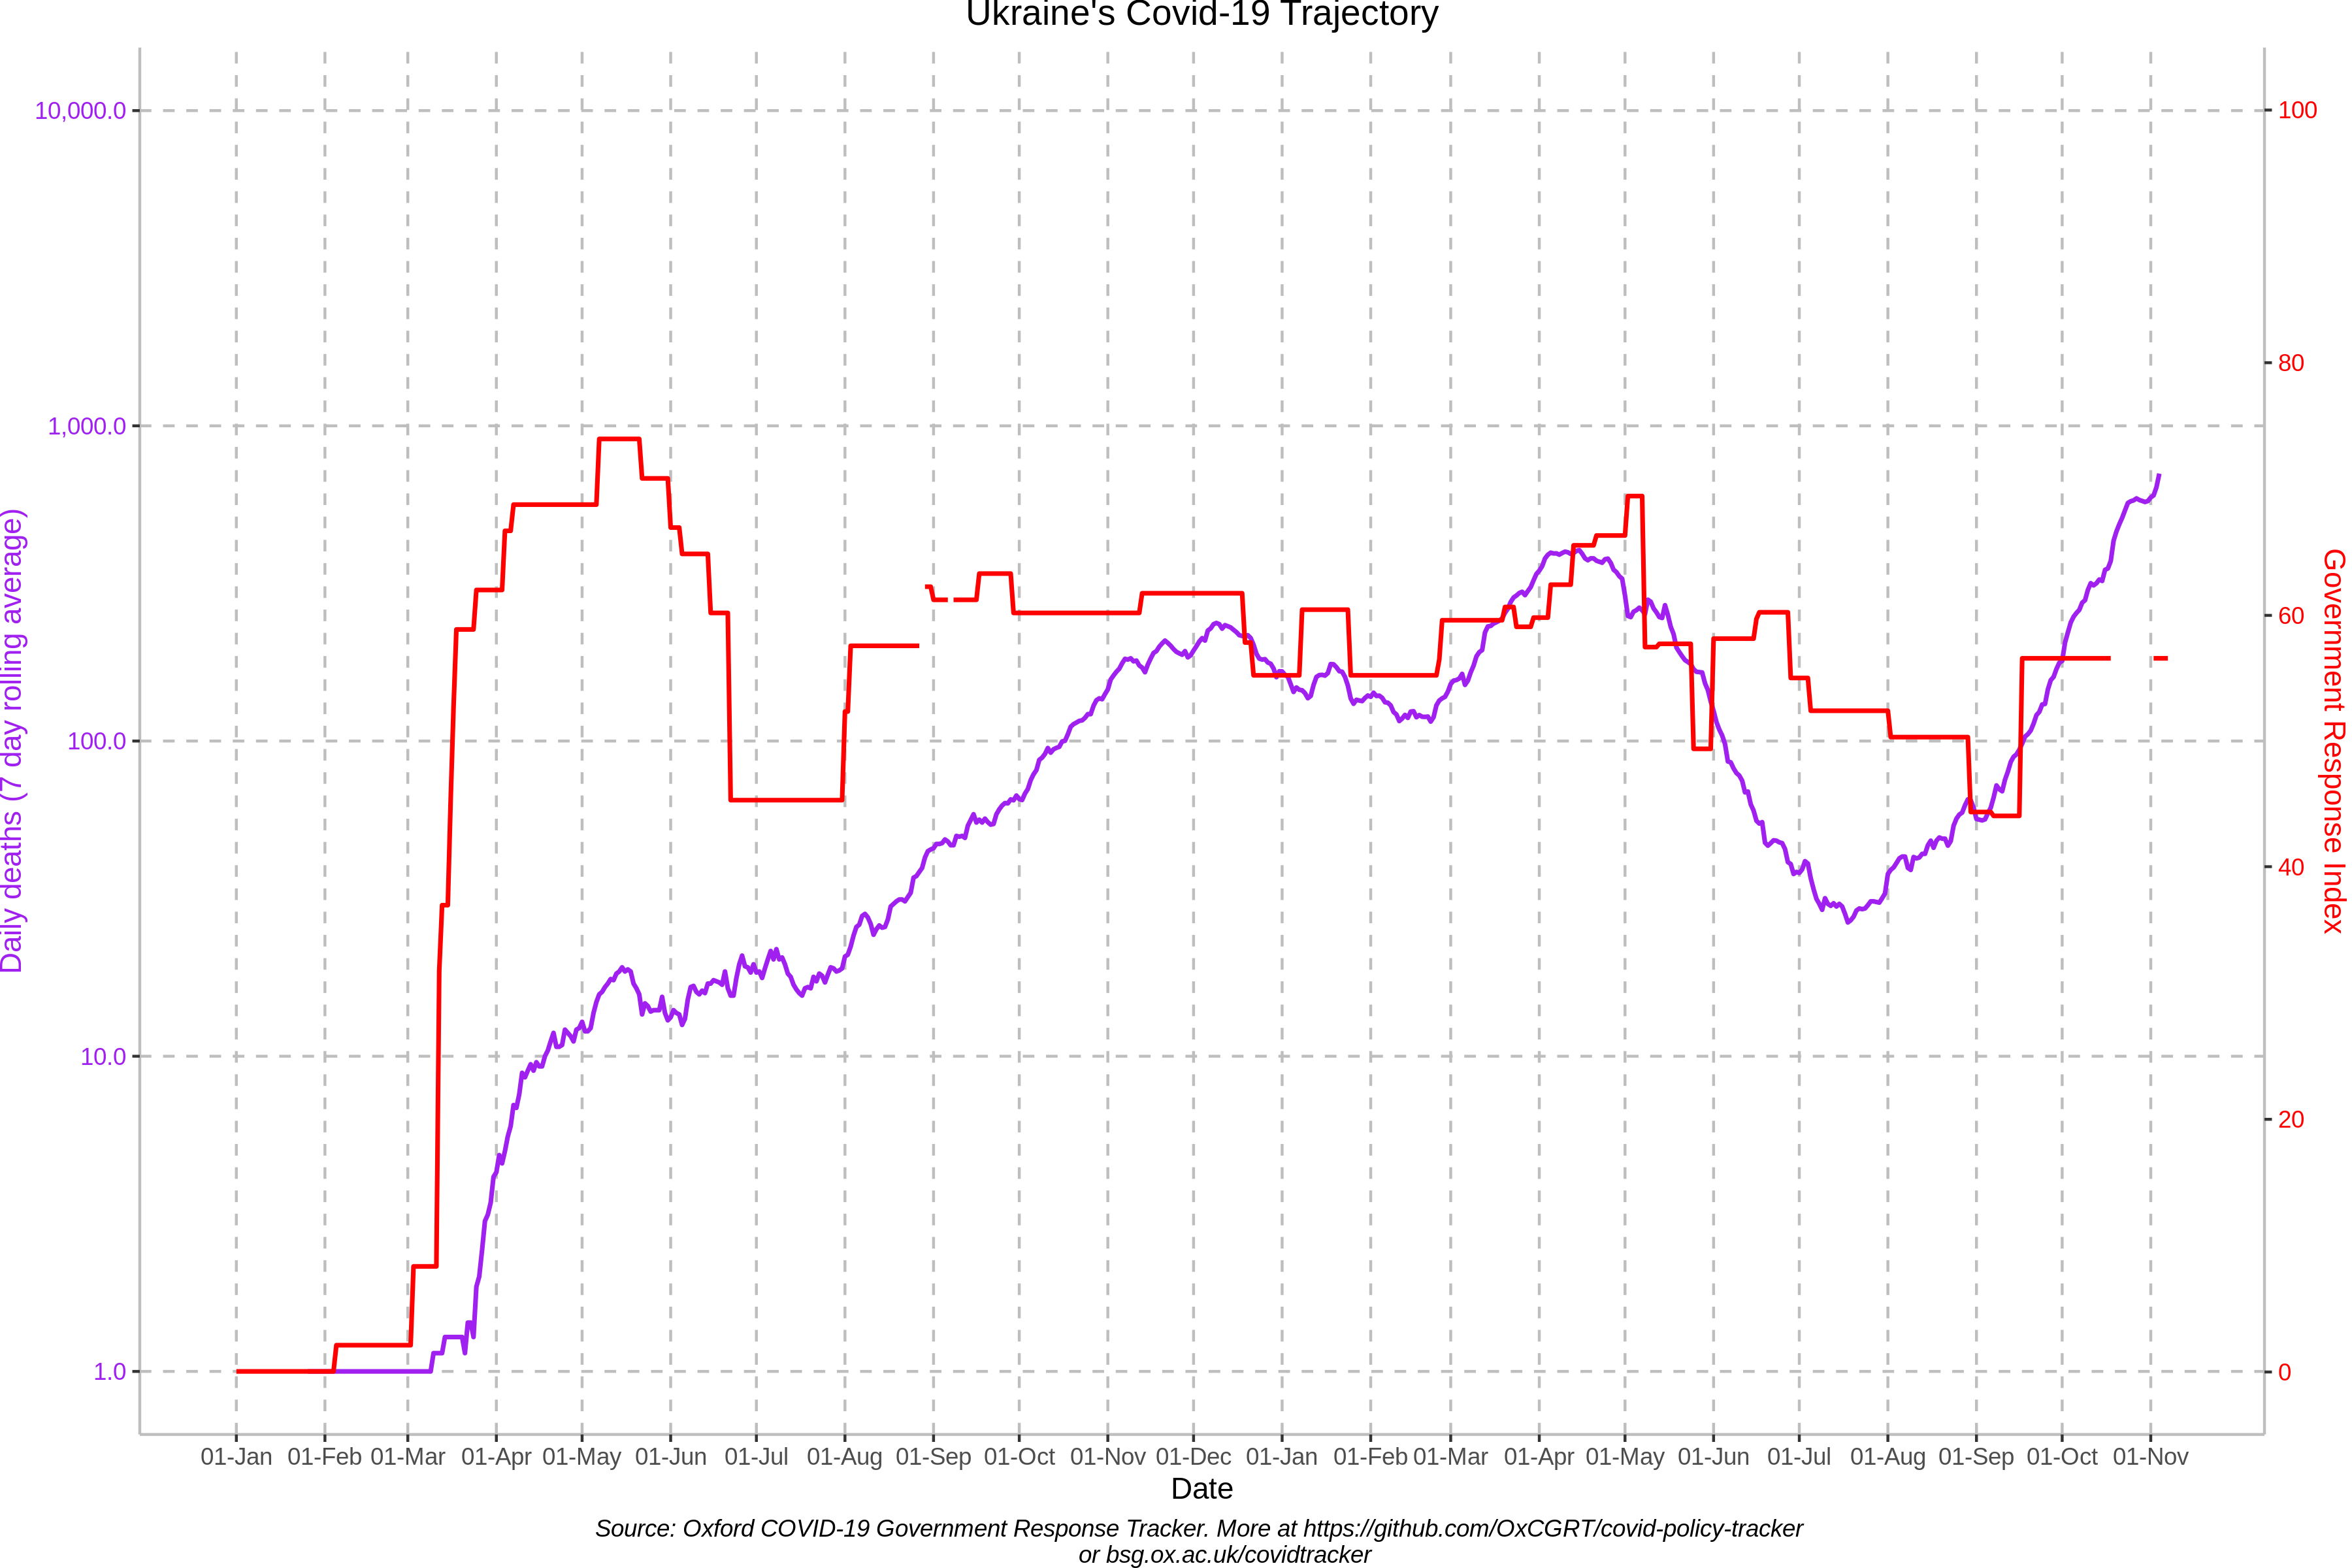 Ukraine's Covid-19 Trajectory
10,000.0
1,000.0
100.0
10.0
1.0
Daily deaths (7 day rolling average)
100
80
60
40
20
0
Government Response Index
01-Jan 01-Feb 01-Mar 01-Apr 01-May 01-Jun 01-Jul 01-Aug 01-Sep 01-Oct 01-Nov 01-Dec 01-Jan 01-Feb 01-Mar 01-Apr 01-May 01-Jun 01-Jul 01-Aug 01-Sep 01-Oct 01-Nov
Date
Source: Oxford COVID-19 Government Response Tracker. More at https://github.com/OxCGRT/covid-policy-tracker
or bsg.ox.ac.uk/covidtracker